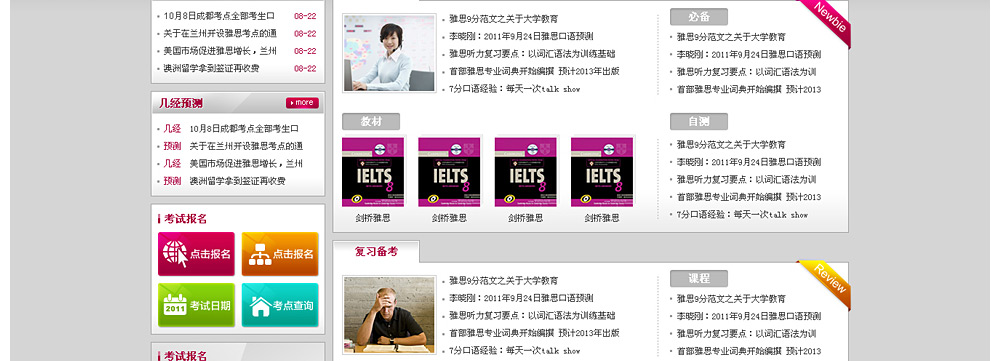 10月8日成都考点全部考生口 08-22
关于在兰州开设雅思考点的通 08-22
美国市场促进雅思增长，兰州 08-22
澳洲留学拿到签证再收费 08-22
几经预测 more
几经 10月8日成都考点全部考生口
预测 关于在兰州开设雅思考点的通
几经 美国市场促进雅思增长，兰州
预测 澳洲留学拿到签证再收费
考试报名
点击报名 点击报名
2011 考试日期 考点查询
考试报名
雅思9分范文之关于大学教育
李晓刚：2011年9月24日雅思口语预测
雅思听力复习要点：以词汇语法为训练基础
首部雅思专业词典开始编撰 预计2013年出版
7分口语经验：每天一次talk show
必备
Newbie
雅思9分范文之关于大学教育
李晓刚：2011年9月24日雅思口语预测
雅思听力复习要点：以词汇语法为训
首部雅思专业词典开始编撰 预计2013
教材
IELTS 8 IELTS 8 IELTS 8 IELTS 8
剑桥雅思 剑桥雅思 剑桥雅思 剑桥雅思
自测
雅思9分范文之关于大学教育
李晓刚：2011年9月24日雅思口语预测
雅思听力复习要点：以词汇语法为训
首部雅思专业词典开始编撰 预计2013
7分口语经验：每天一次talk show
复习备考
雅思9分范文之关于大学教育
李晓刚：2011年9月24日雅思口语预测
雅思听力复习要点：以词汇语法为训练基础
首部雅思专业词典开始编撰 预计2013年出版
7分口语经验：每天一次talk show
课程
Review
雅思9分范文之关于大学教育
李晓刚：2011年9月24日雅思口语预测
雅思听力复习要点：以词汇语法为训
首部雅思专业词典开始编撰 预计2013